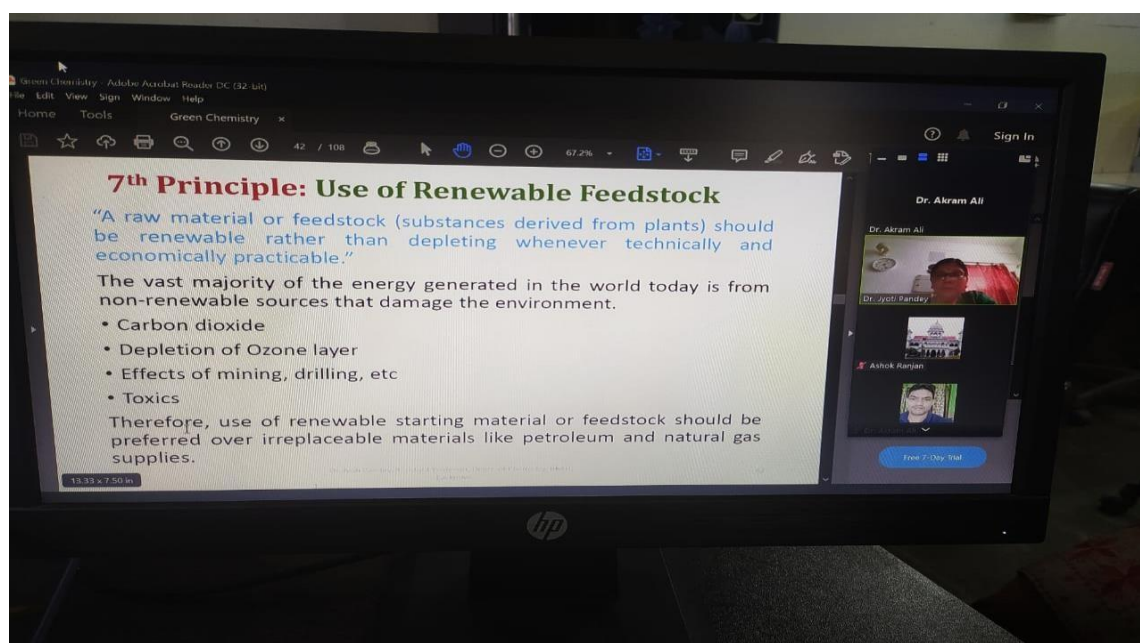 Green Chemistry - Adobe Acrobat Reader DC (32-bit)
File Edit View Sign Window Help
Home Tools Green Chemistry ×
42 / 108 67.2% Sign In
7th Principle: Use of Renewable Feedstock
“A raw material or feedstock (substances derived from plants) should
be renewable rather than depleting whenever technically and
economically practicable.”
The vast majority of the energy generated in the world today is from
non-renewable sources that damage the environment.
• Carbon dioxide
• Depletion of Ozone layer
• Effects of mining, drilling, etc
• Toxics
Therefore, use of renewable starting material or feedstock should be
preferred over irreplaceable materials like petroleum and natural gas
supplies.
13.33 x 7.50 in
Dr. Akram Ali
Dr. Akram Ali
Dr. Jyoti Pandey
Ashok Ranjan
Free 7-Day Trial
hp